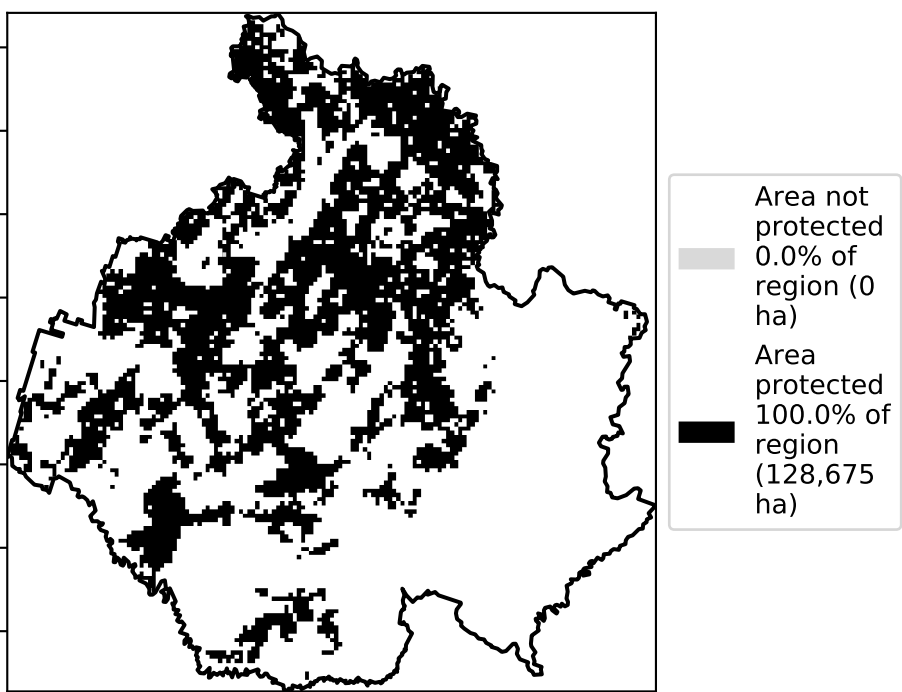 Area not
protected
0.0% of
region (0
ha)
Area
protected
100.0% of
region
(128,675
ha)